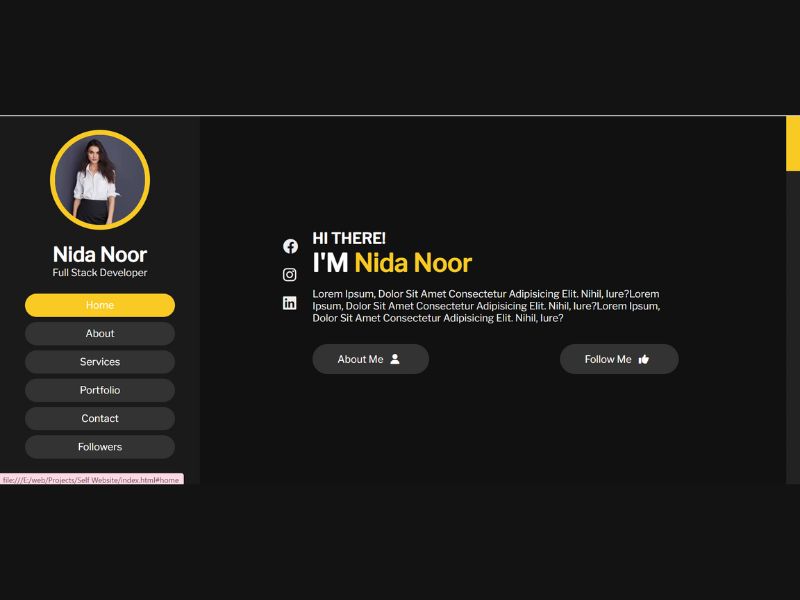 Nida Noor
Full Stack Developer
Home
About
Services
Portfolio
Contact
Followers
file:///E:/web/Projects/Self Website/index.html#home
HI THERE!
I'M Nida Noor
Lorem Ipsum, Dolor Sit Amet Consectetur Adipisicing Elit. Nihil, Iure?Lorem
Ipsum, Dolor Sit Amet Consectetur Adipisicing Elit. Nihil, Iure?Lorem Ipsum,
Dolor Sit Amet Consectetur Adipisicing Elit. Nihil, Iure?
About Me
Follow Me